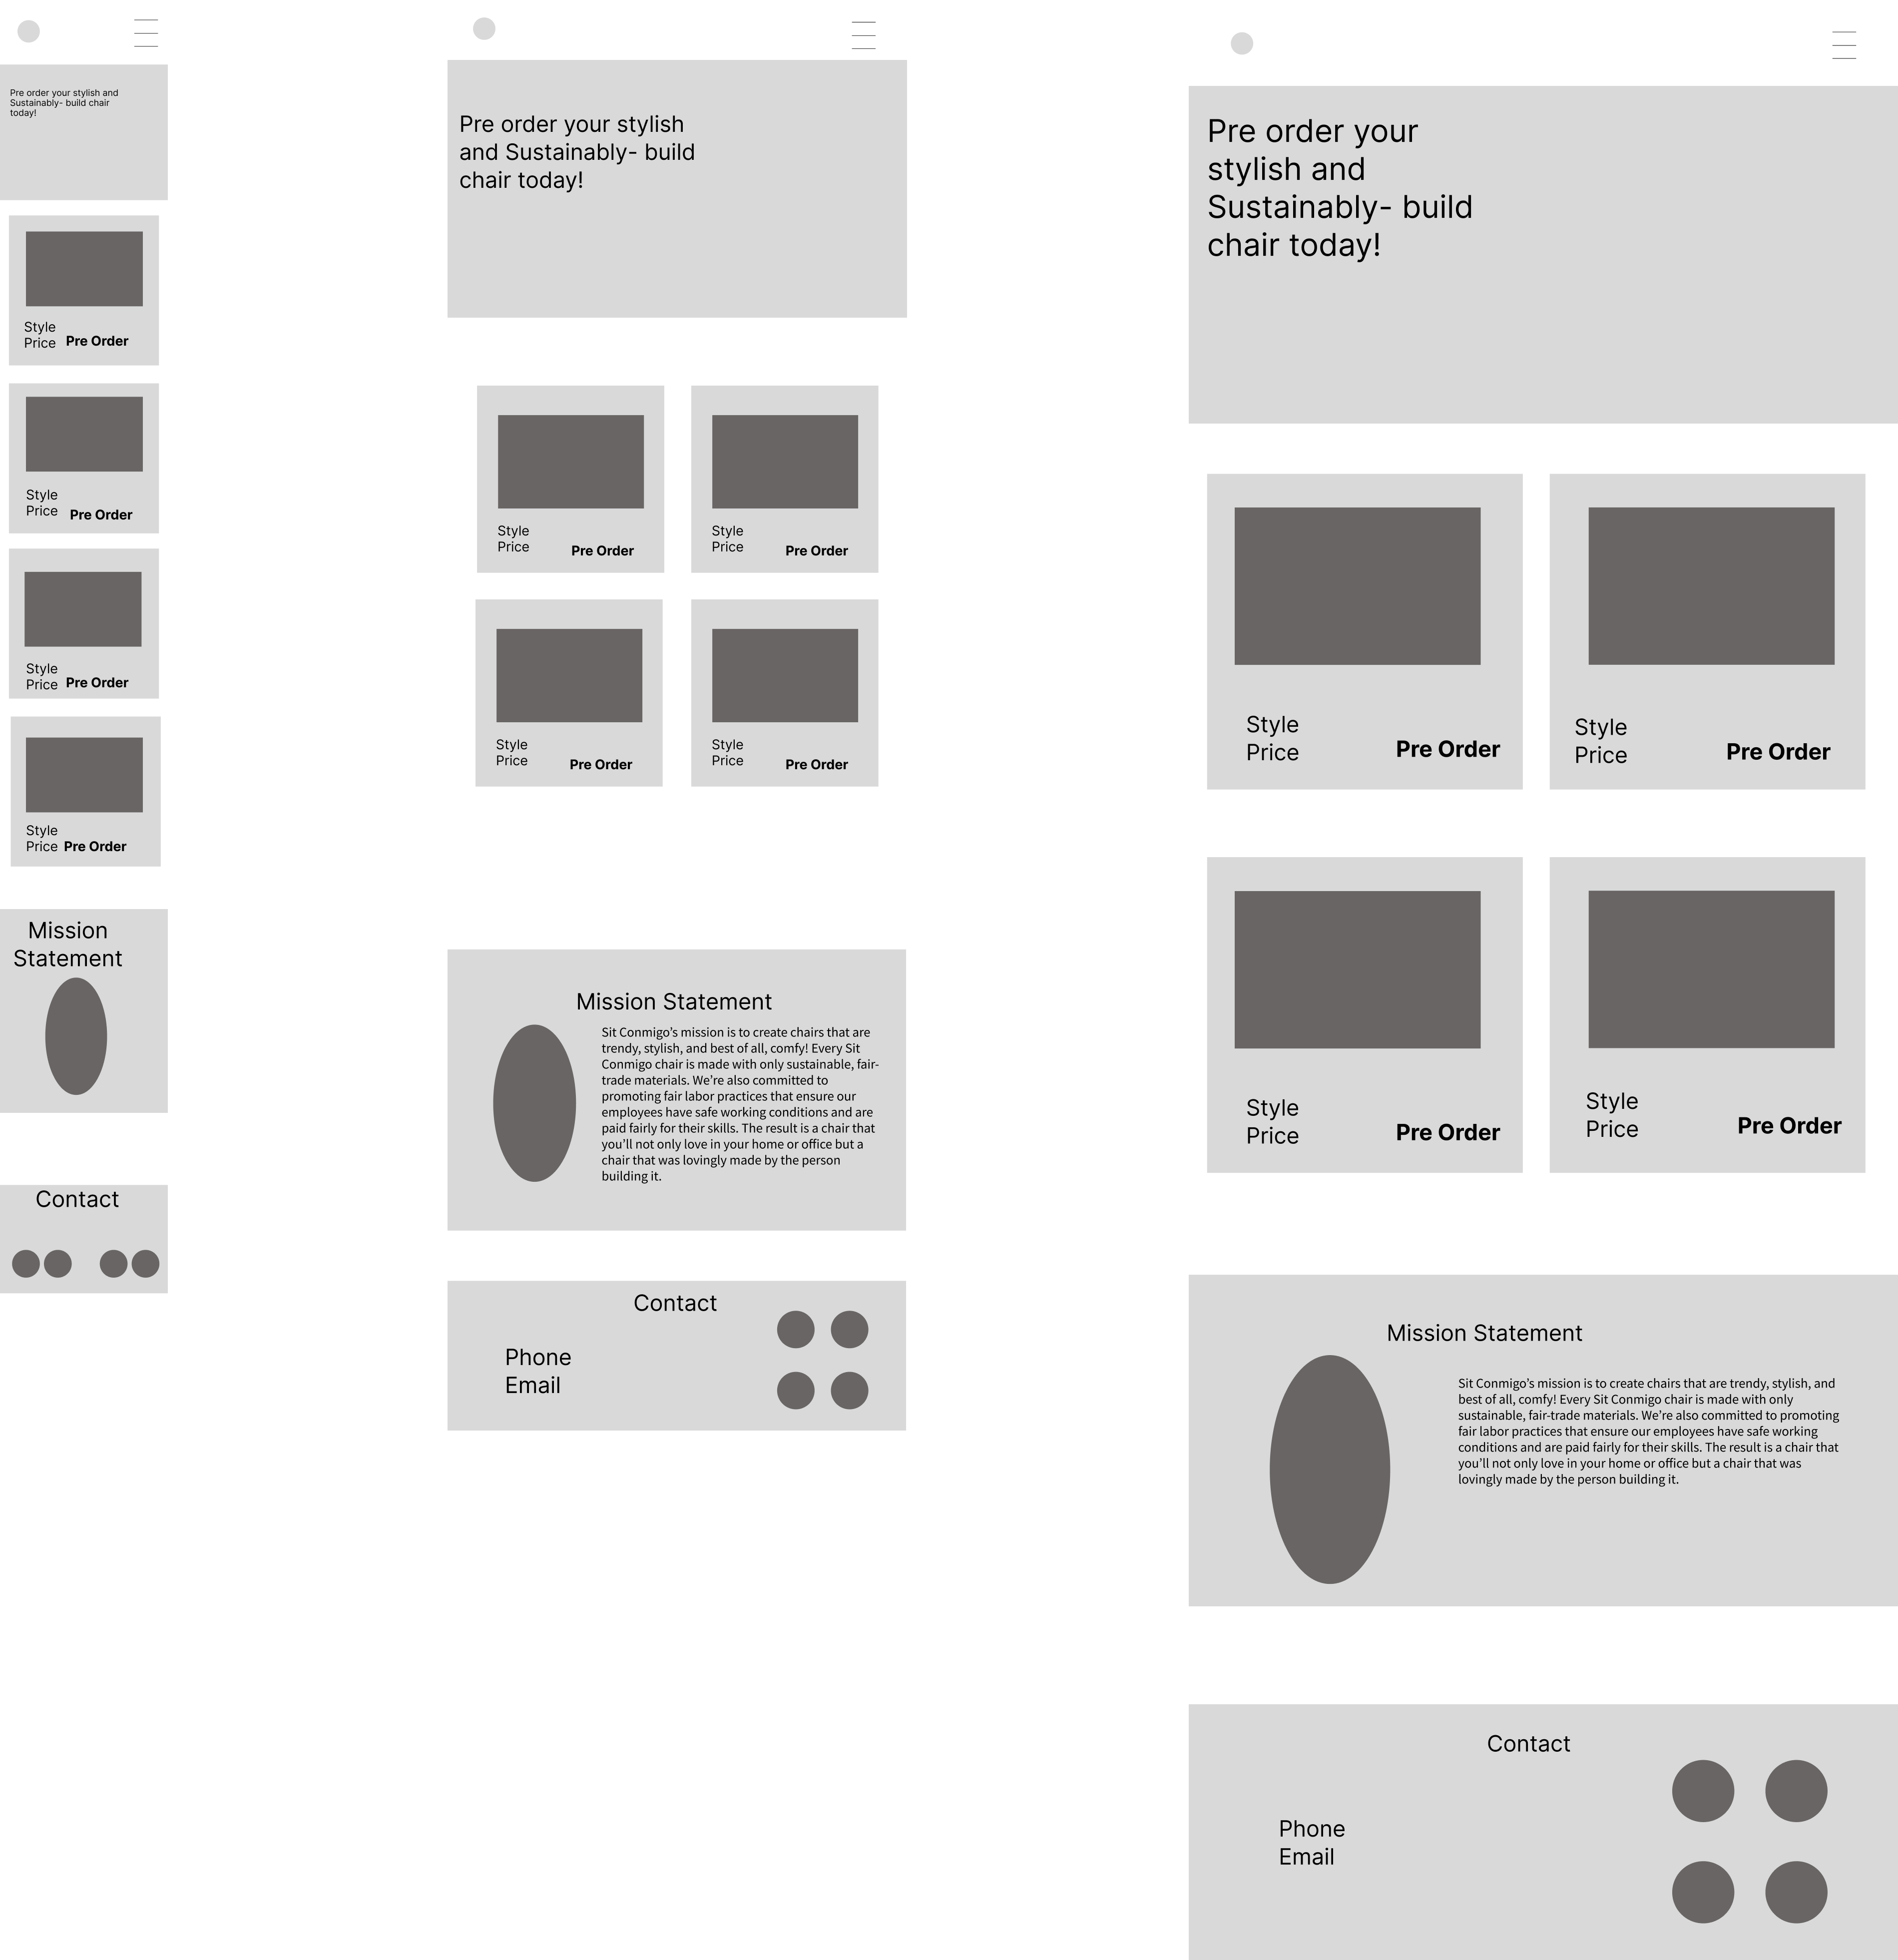 Pre order your stylish and
Sustainably- build chair
today!
Style
Price
Pre Order
Style
Price
Pre Order
Style
Price
Pre Order
Style
Price
Pre Order
Mission
Statement
Contact
Pre order your stylish
and Sustainably- build
chair today!
Style
Price
Pre Order
Style
Price
Pre Order
Style
Price
Pre Order
Style
Price
Pre Order
Mission Statement
Sit Conmigo’s mission is to create chairs that are
trendy, stylish, and best of all, comfy! Every Sit
Conmigo chair is made with only sustainable, fair-
trade materials. We’re also committed to
promoting fair labor practices that ensure our
employees have safe working conditions and are
paid fairly for their skills. The result is a chair that
you’ll not only love in your home or office but a
chair that was lovingly made by the person
building it.
Contact
Phone
Email
Pre order your
stylish and
Sustainably- build
chair today!
Style
Price
Pre Order
Style
Price
Pre Order
Style
Price
Pre Order
Style
Price
Pre Order
Mission Statement
Sit Conmigo’s mission is to create chairs that are trendy, stylish, and
best of all, comfy! Every Sit Conmigo chair is made with only
sustainable, fair-trade materials. We’re also committed to promoting
fair labor practices that ensure our employees have safe working
conditions and are paid fairly for their skills. The result is a chair that
you’ll not only love in your home or office but a chair that was
lovingly made by the person building it.
Contact
Phone
Email